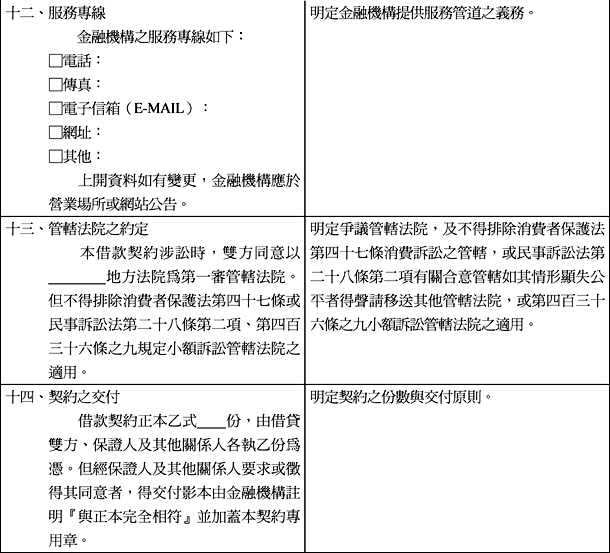 十二、服務專線
金融機構之服務專線如下：
□電話：
□傳真：
□電子信箱（E-MAIL）：
□網址：
□其他：
上開資料如有變更，金融機構應於
營業場所或網站公告。
明定金融機構提供服務管道之義務。
十三、管轄法院之約定
本借款契約涉訟時，雙方同意以
________地方法院為第一審管轄法院。
但不得排除消費者保護法第四十七條或
民事訴訟法第二十八條第二項、第四百
三十六條之九規定小額訴訟管轄法院之
適用。
明定爭議管轄法院，及不得排除消費者保護法
第四十七條消費訴訟之管轄，或民事訴訟法第
二十八條第二項有關合意管轄如其情形顯失公
平者得聲請移送其他管轄法院，或第四百三十
六條之九小額訴訟管轄法院之適用。
十四、契約之交付
借款契約正本乙式____份，由借貸
雙方、保證人及其他關係人各執乙份為
憑。但經保證人及其他關係人要求或徵
得其同意者，得交付影本由金融機構註
明『與正本完全相符』並加蓋本契約專
用章。
明定契約之份數與交付原則。